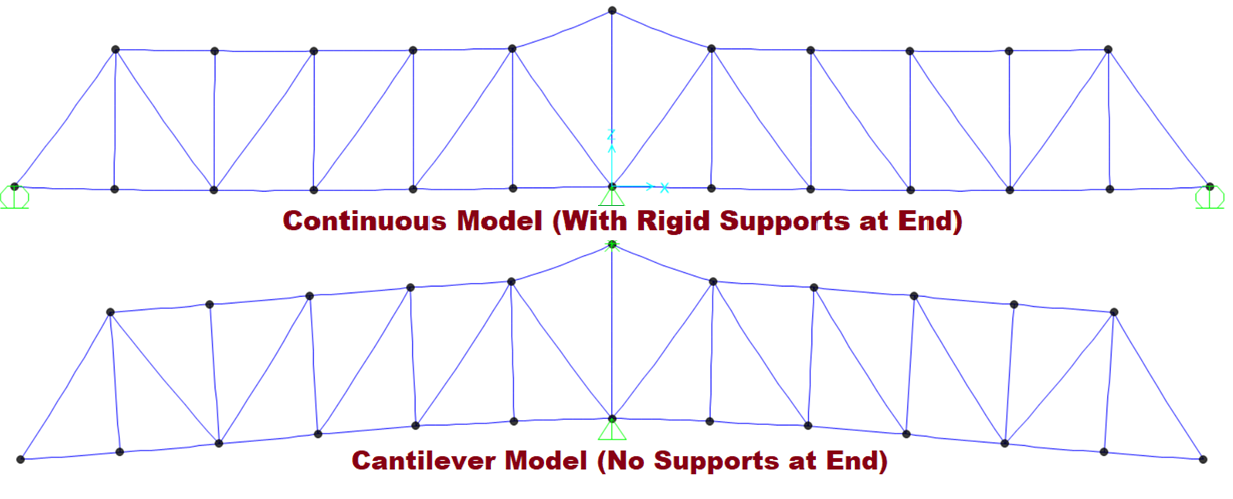 Z
X
Continuous Model (With Rigid Supports at End)
Cantilever Model (No Supports at End)